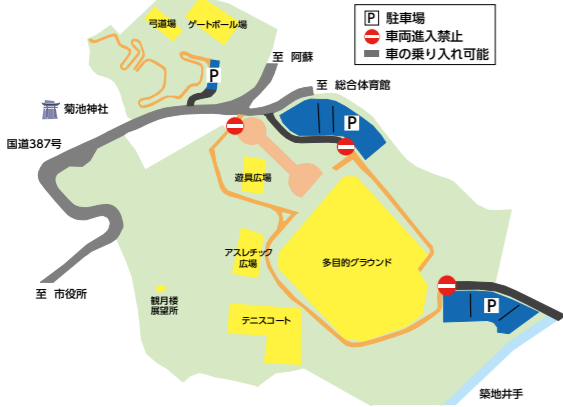 弓道場
ゲートボール場
P 駐車場
車両進入禁止
車の乗り入れ可能
至 阿蘇
P
至 総合体育館
菊池神社
P
国道387号
遊具広場
アスレチック
広場
多目的グラウンド
至 市役所
観月楼
展望所
テニスコート
P
築地井手